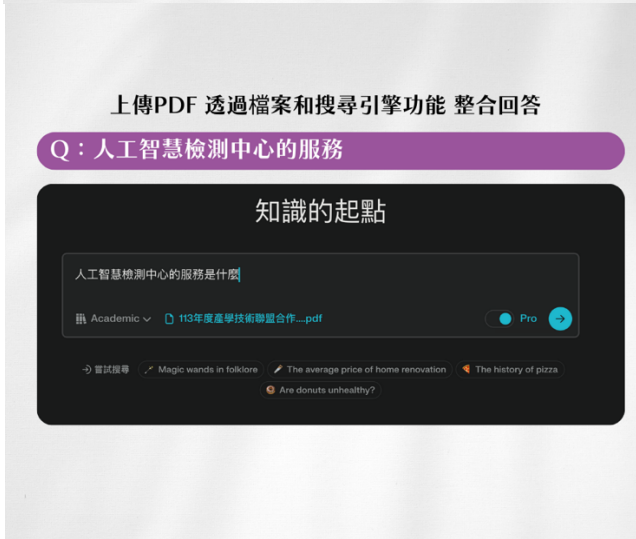 上傳PDF 透過檔案和搜尋引擎功能 整合回答
Q：人工智慧檢測中心的服務
知識的起點
人工智慧檢測中心的服務是什麼
Academic 113年度產學技術聯盟合作....pdf Pro
嘗試搜尋 Magic wands in folklore The average price of home renovation The history of pizza
Are donuts unhealthy?